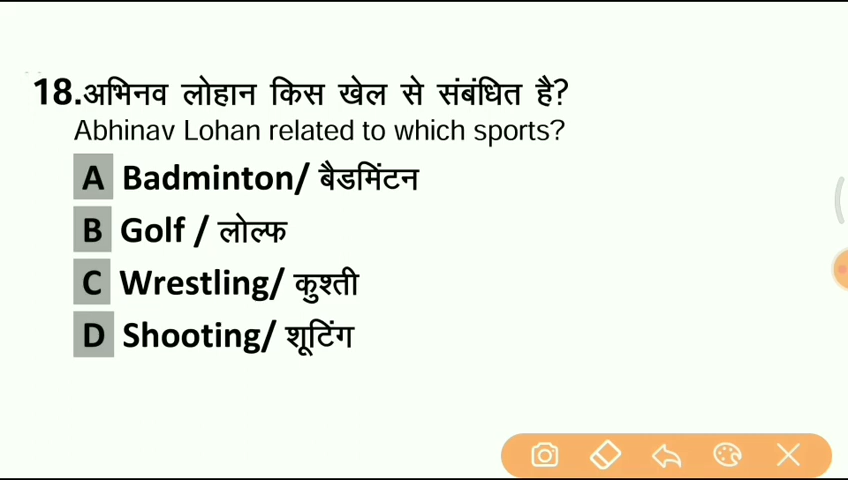 18.अभिनव लोहान किस खेल से संबंधित है?
Abhinav Lohan related to which sports?
A Badminton/ बैडमिंटन
B Golf / लोल्फ
C Wrestling/ कुश्ती
D Shooting/ शूटिंग